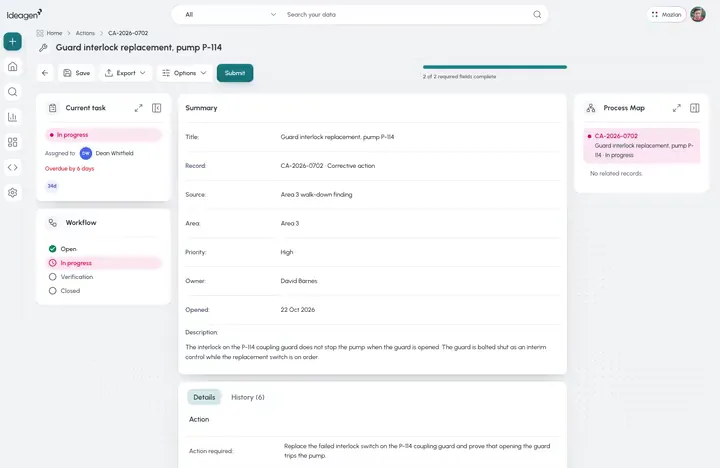 Ideagen
All
Search your data
Mazlan
Home > Actions > CA-2026-0702
Guard interlock replacement, pump P-114
Save
Export
Options
Submit
2 of 2 required fields complete
Current task
In progress
Assigned to: DW Dean Whitfield
Overdue by 6 days
34d
Workflow
Open
In progress
Verification
Closed
Summary
Title: Guard interlock replacement, pump P-114
Record: CA-2026-0702 · Corrective action
Source: Area 3 walk-down finding
Area: Area 3
Priority: High
Owner: David Barnes
Opened: 22 Oct 2026
Description:
The interlock on the P-114 coupling guard does not stop the pump when the guard is opened. The guard is bolted shut as an interim
control while the replacement switch is on order.
Details
History (6)
Action
Action required: Replace the failed interlock switch on the P-114 coupling guard and prove that opening the guard
trips the pump.
Process Map
CA-2026-0702
Guard interlock replacement, pump P-
114 · In progress
No related records.